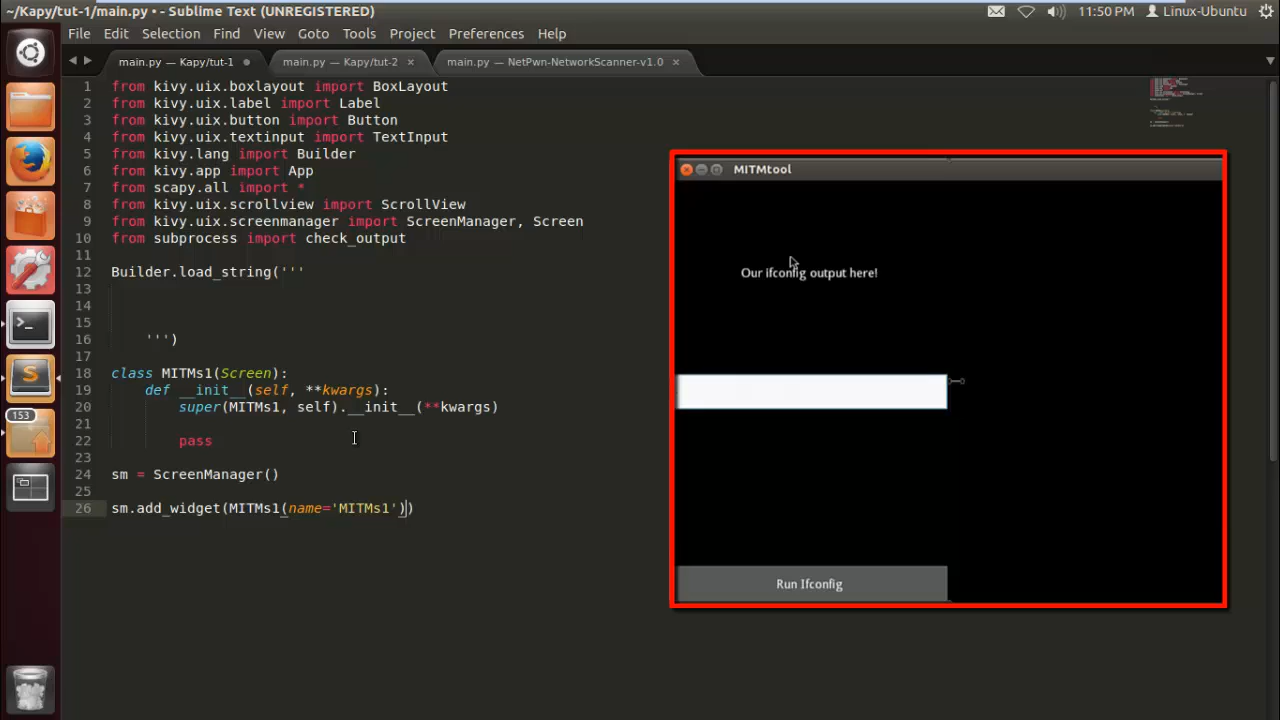 ~/Kapy/tut-1/main.py • - Sublime Text (UNREGISTERED)
11:50 PM Linux-Ubuntu
File Edit Selection Find View Goto Tools Project Preferences Help
main.py — Kapy/tut-1 main.py — Kapy/tut-2 main.py — NetPwn-NetworkScanner-v1.0
1 from kivy.uix.boxlayout import BoxLayout
2 from kivy.uix.label import Label
3 from kivy.uix.button import Button
4 from kivy.uix.textinput import TextInput
5 from kivy.lang import Builder
6 from kivy.app import App
7 from scapy.all import *
8 from kivy.uix.scrollview import ScrollView
9 from kivy.uix.screenmanager import ScreenManager, Screen
10 from subprocess import check_output
11
12 Builder.load_string('''
13
14
15
16 ''')
17
18 class MITMs1(Screen):
19 def __init__(self, **kwargs):
20 super(MITMs1, self).__init__(**kwargs)
21
22 pass
23
24 sm = ScreenManager()
25
26 sm.add_widget(MITMs1(name='MITMs1'))
MITMtool
Our ifconfig output here!
Run Ifconfig
153